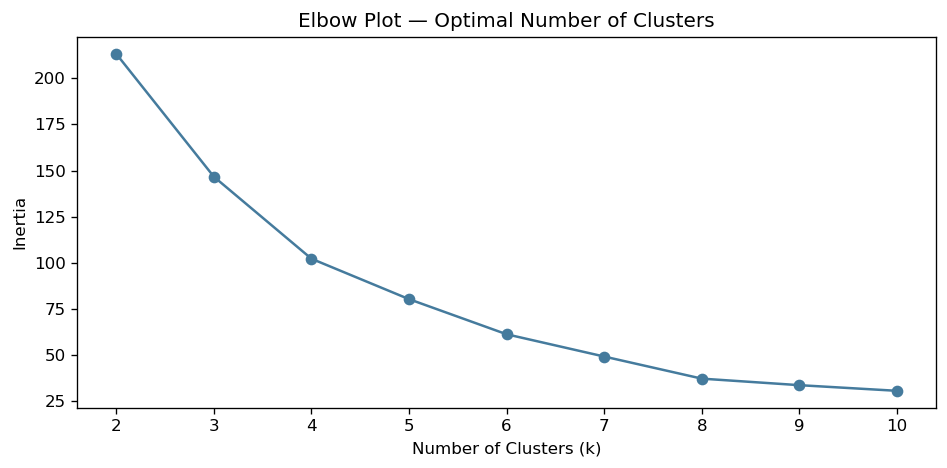 Elbow Plot — Optimal Number of Clusters
Inertia
200
175
150
125
100
75
50
25
2 3 4 5 6 7 8 9 10
Number of Clusters (k)